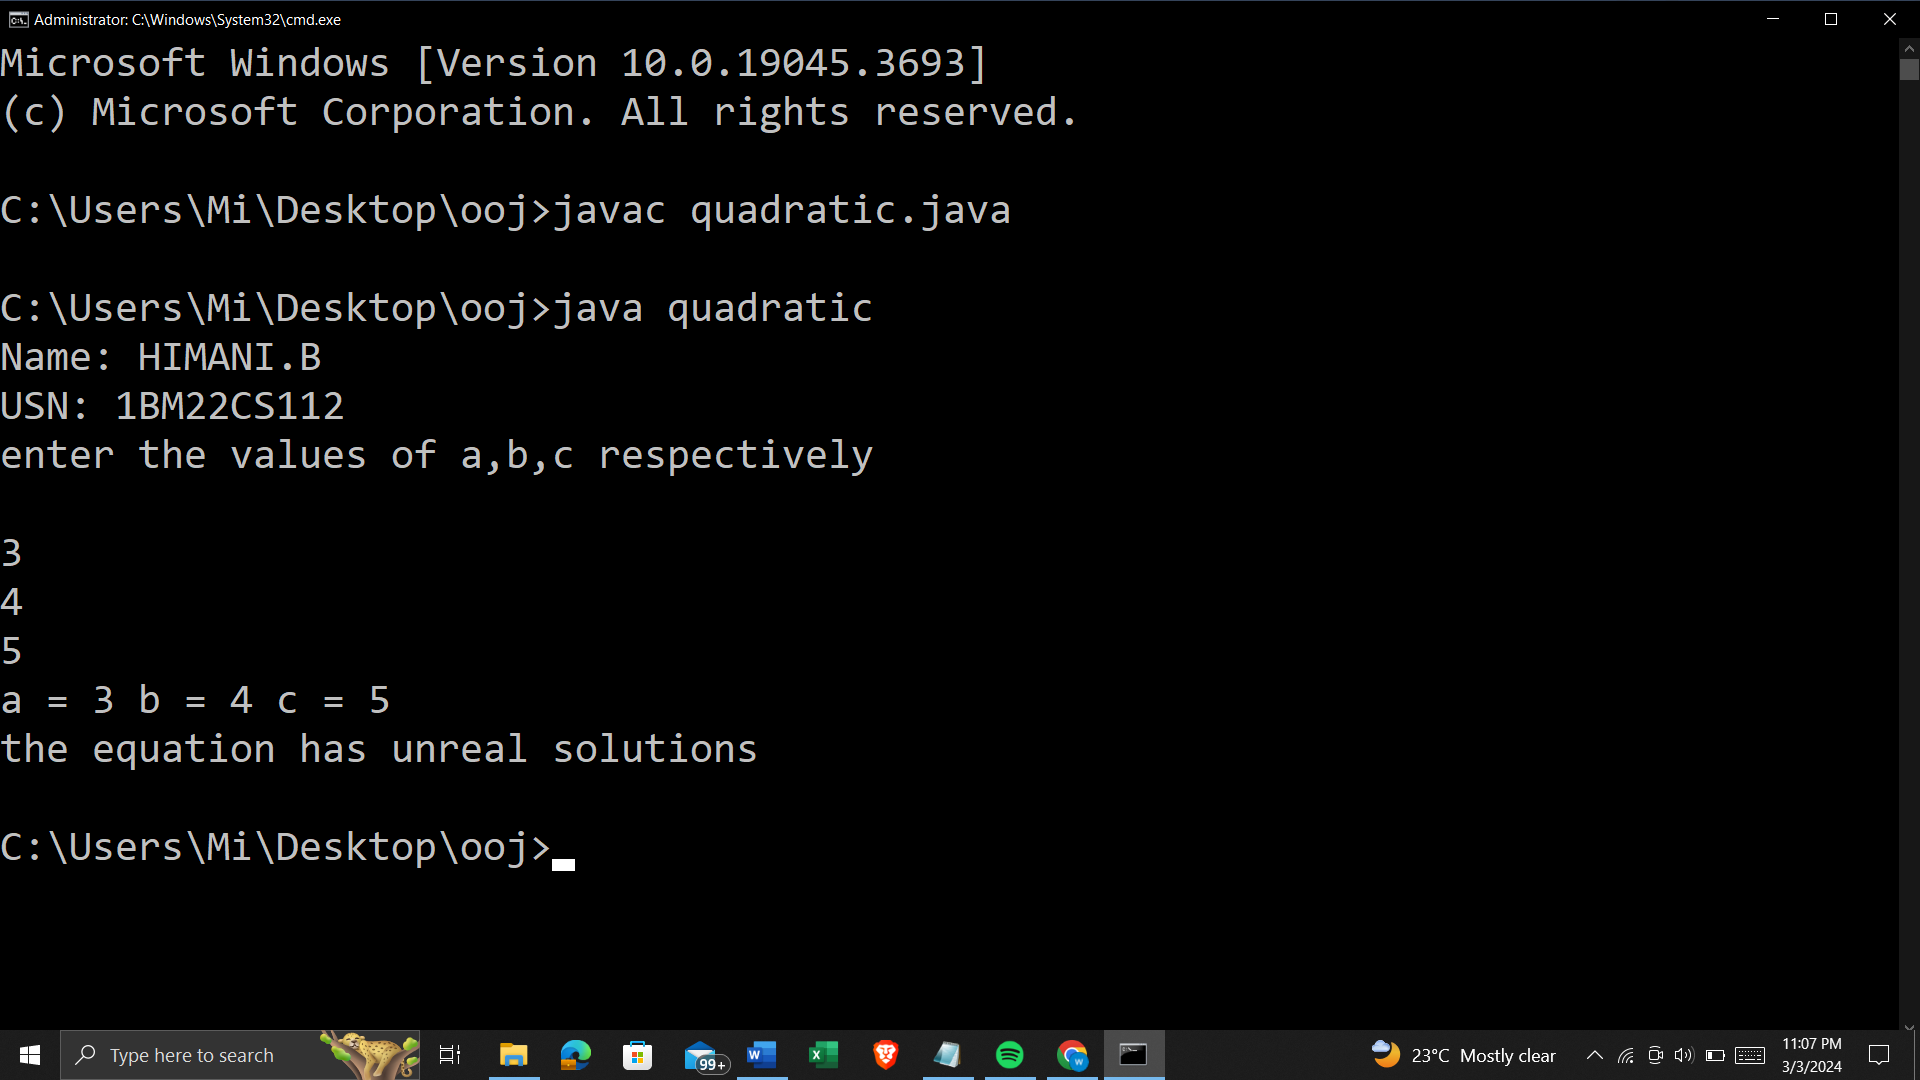 Administrator: C:\Windows\System32\cmd.exe
Microsoft Windows [Version 10.0.19045.3693]
(c) Microsoft Corporation. All rights reserved.
C:\Users\Mi\Desktop\ooj>javac quadratic.java
C:\Users\Mi\Desktop\ooj>java quadratic
Name: HIMANI.B
USN: 1BM22CS112
enter the values of a,b,c respectively
3
4
5
a = 3 b = 4 c = 5
the equation has unreal solutions
C:\Users\Mi\Desktop\ooj>
Type here to search
99+
23°C Mostly clear
11:07 PM
3/3/2024